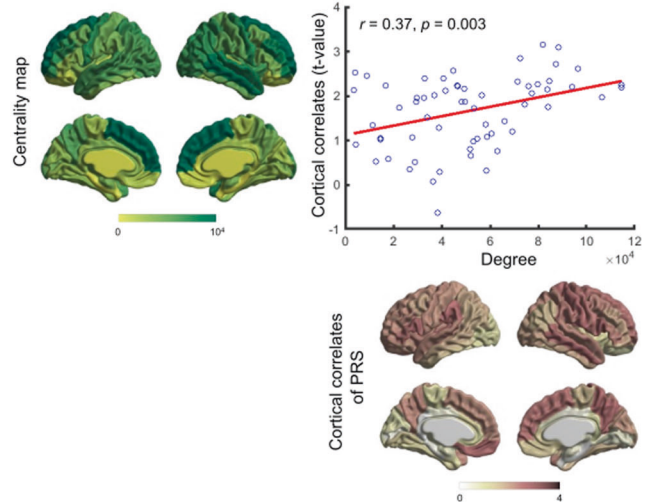 Centrality map
0 10⁴
r = 0.37, p = 0.003
Cortical correlates (t-value)
4
3
2
1
0
-1
0 2 4 6 8 10 12
Degree ×10⁴
Cortical correlates
of PRS
0 4